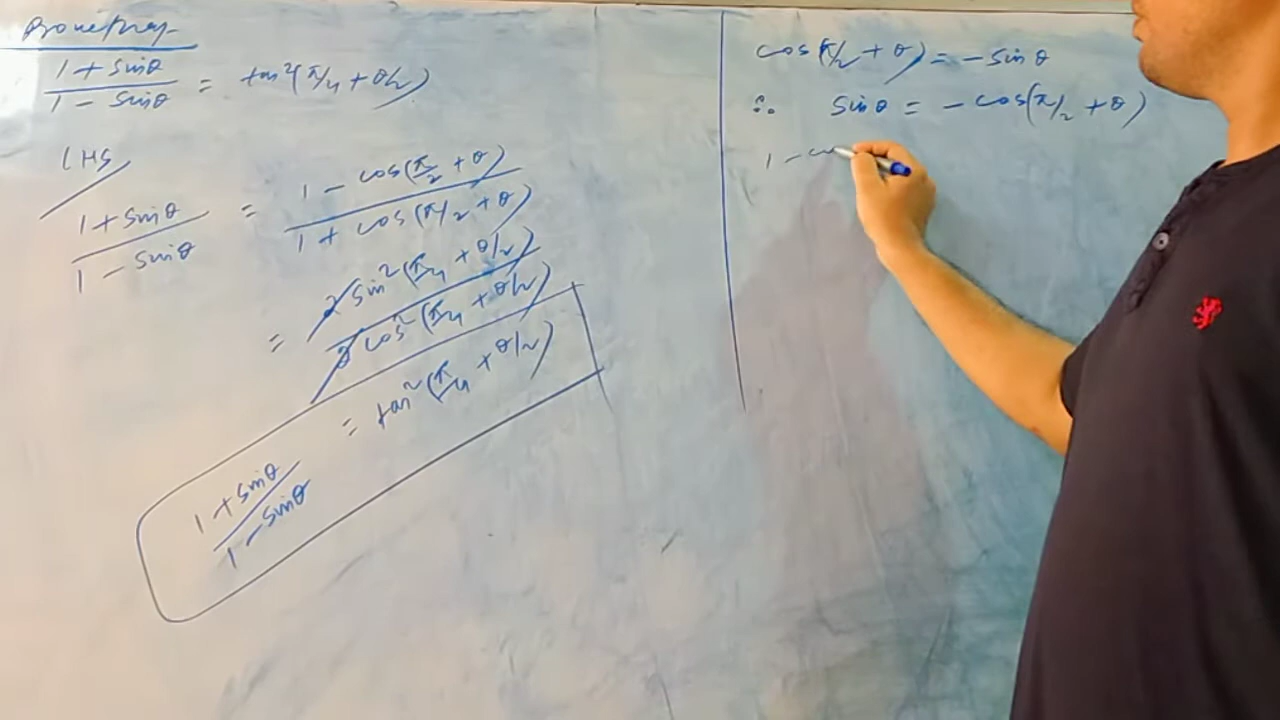 Prove that
1 + sinθ
1 - sinθ
= tan²(π/4 + θ/2)
LHS
1 + sinθ
1 - sinθ
= 1 - cos(π/2 + θ)
1 + cos(π/2 + θ)
= 2 sin²(π/4 + θ/2)
2 cos²(π/4 + θ/2)
1 + sinθ
1 - sinθ
= tan²(π/4 + θ/2)
cos(π/2 + θ) = - sinθ
∴ sinθ = - cos(π/2 + θ)
1 - co